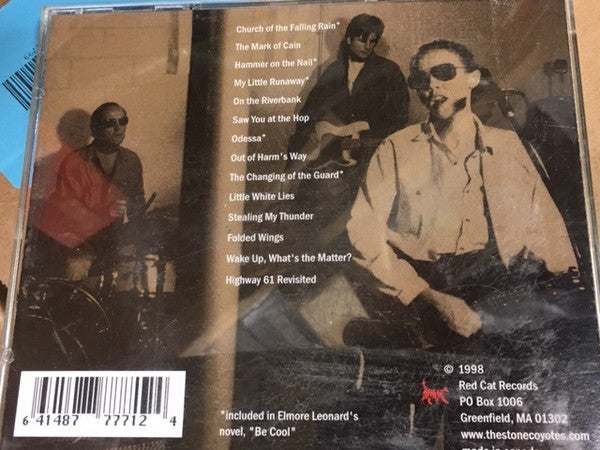 Church of the Falling Rain*
The Mark of Cain
Hammer on the Nail*
My Little Runaway*
On the Riverbank
Saw You at the Hop
Odessa*
Out of Harm's Way
The Changing of the Guard*
Little White Lies
Stealing My Thunder
Folded Wings
Wake Up, What's the Matter?
Highway 61 Revisited
6 41487 77712 4
*included in Elmore Leonard's
novel, "Be Cool"
© 1998
Red Cat Records
PO Box 1006
Greenfield, MA 01302
www.thestonecoyotes.com
made in canada